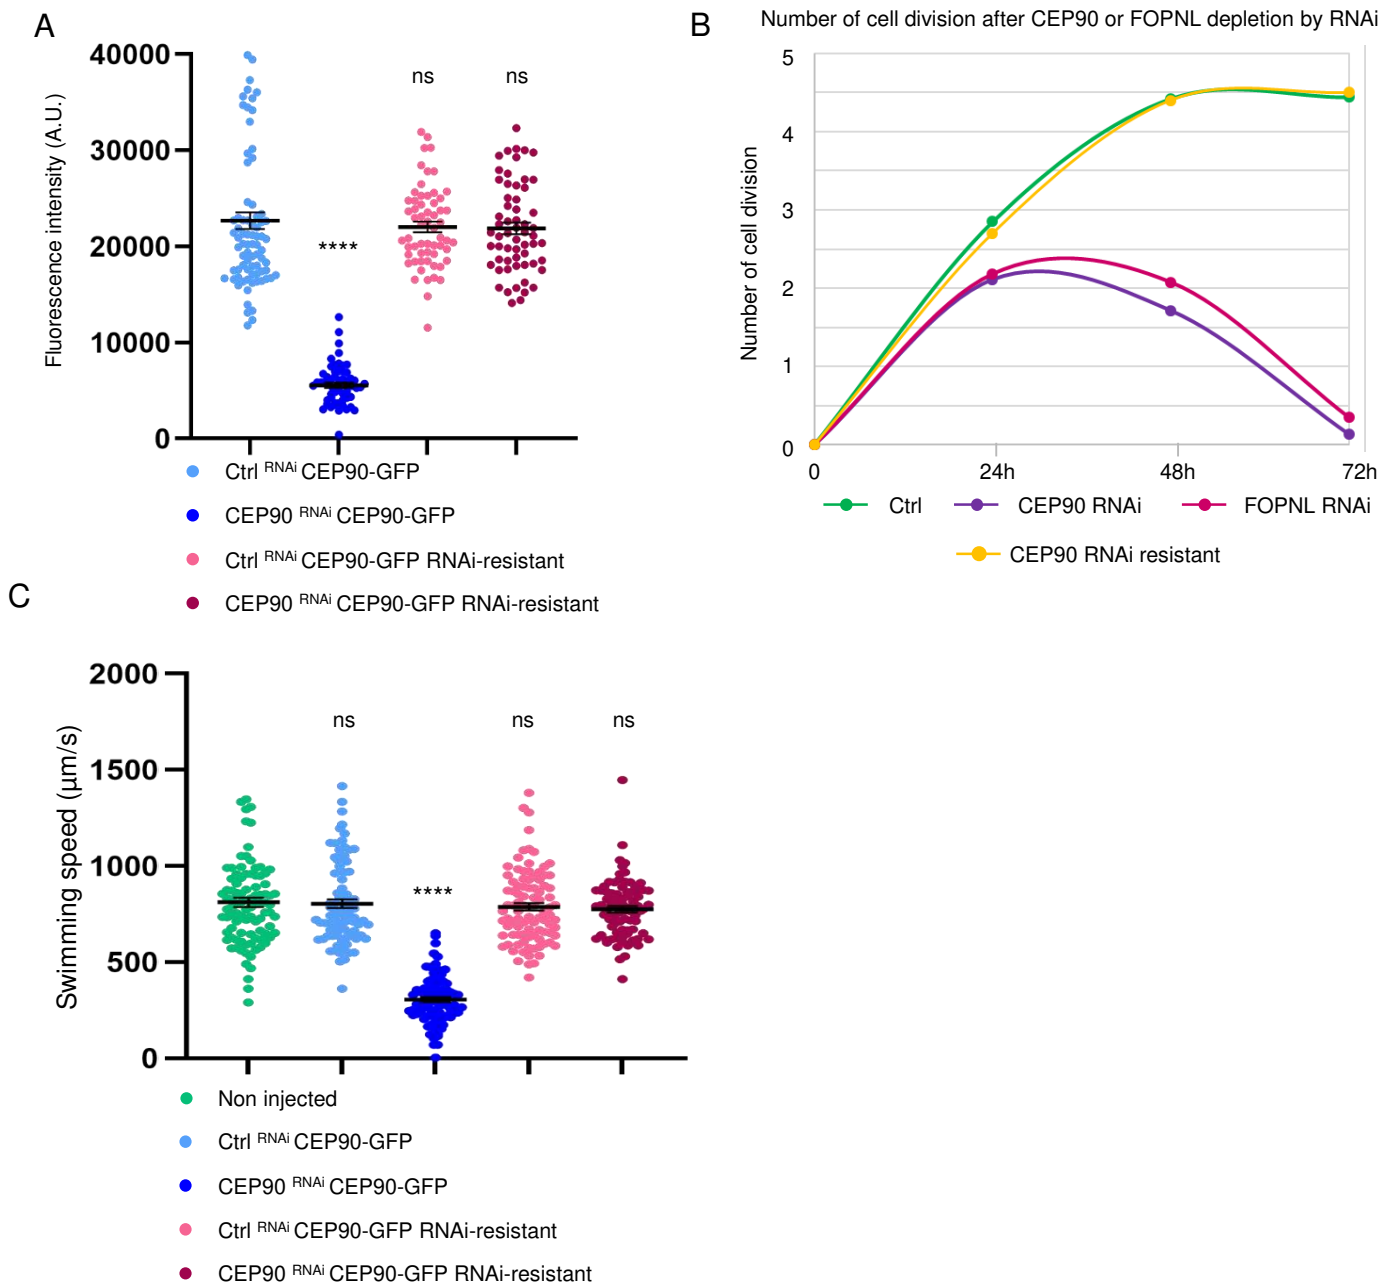 A
40000
30000
20000
10000
0
Fluorescence intensity (A.U.)
****
ns
ns
Ctrl RNAi CEP90-GFP
CEP90 RNAi CEP90-GFP
Ctrl RNAi CEP90-GFP RNAi-resistant
CEP90 RNAi CEP90-GFP RNAi-resistant
B
Number of cell division after CEP90 or FOPNL depletion by RNAi
5
4
3
2
1
0
Number of cell division
0
24h
48h
72h
Ctrl
CEP90 RNAi
FOPNL RNAi
CEP90 RNAi resistant
C
2000
1500
1000
500
0
Swimming speed (µm/s)
ns
****
ns
ns
Non injected
Ctrl RNAi CEP90-GFP
CEP90 RNAi CEP90-GFP
Ctrl RNAi CEP90-GFP RNAi-resistant
CEP90 RNAi CEP90-GFP RNAi-resistant